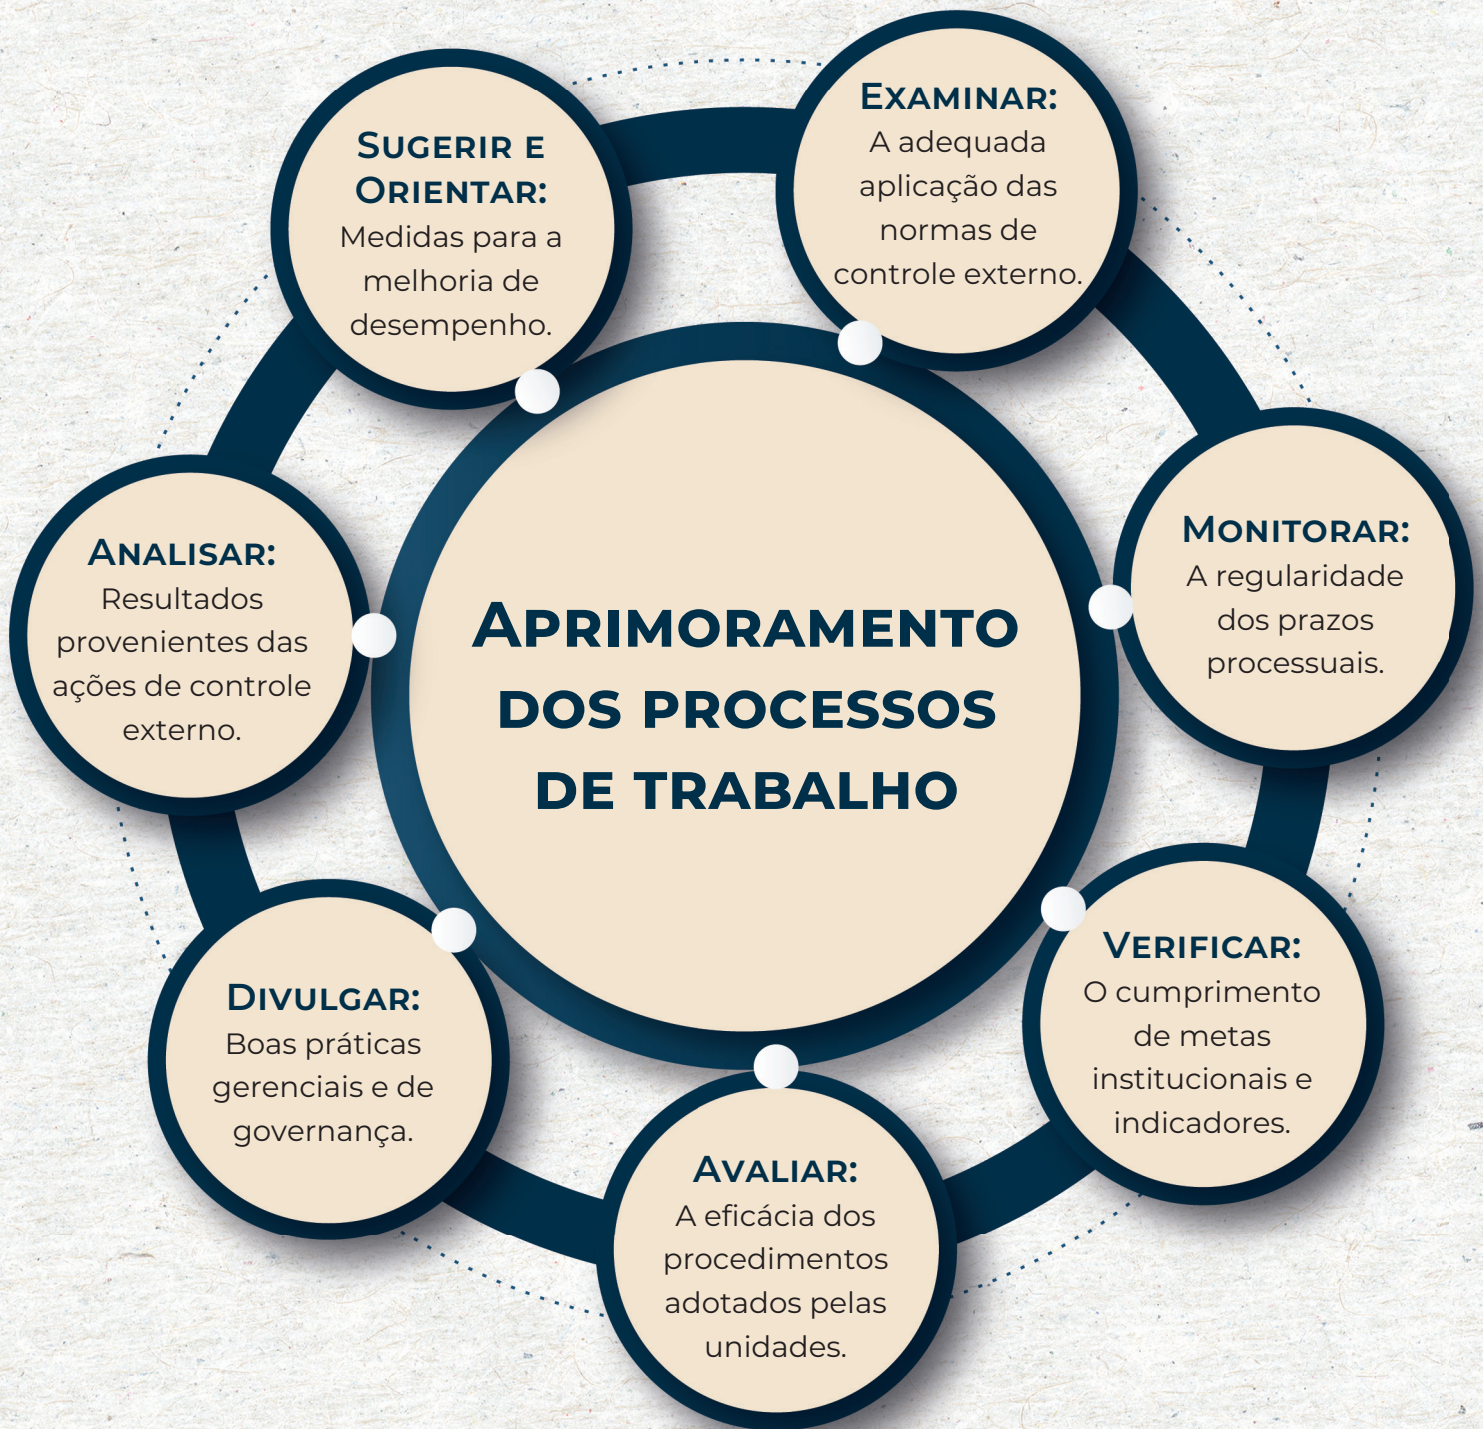 EXAMINAR:
A adequada
aplicação das
normas de
controle externo.
SUGERIR E
ORIENTAR:
Medidas para a
melhoria de
desempenho.
MONITORAR:
A regularidade
dos prazos
processuais.
ANALISAR:
Resultados
provenientes das
ações de controle
externo.
APRIMORAMENTO
DOS PROCESSOS
DE TRABALHO
VERIFICAR:
O cumprimento
de metas
institucionais e
indicadores.
DIVULGAR:
Boas práticas
gerenciais e de
governança.
AVALIAR:
A eficácia dos
procedimentos
adotados pelas
unidades.